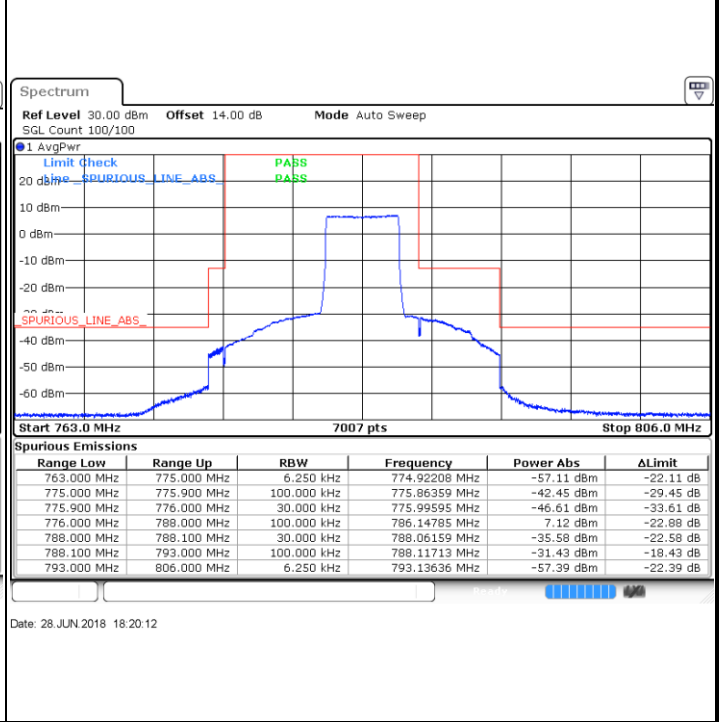 Spectrum
Ref Level 30.00 dBm Offset 14.00 dB Mode Auto Sweep
SGL Count 100/100
1 AvgPwr
Limit Check PASS
Line _SPURIOUS_LINE_ABS_ PASS
20 dBm
10 dBm
0 dBm
-10 dBm
-20 dBm
-30 dBm
_SPURIOUS_LINE_ABS_
-40 dBm
-50 dBm
-60 dBm
Start 763.0 MHz 7007 pts Stop 806.0 MHz
Spurious Emissions
Range Low Range Up RBW Frequency Power Abs ΔLimit
763.000 MHz 775.000 MHz 6.250 kHz 774.92208 MHz -57.11 dBm -22.11 dB
775.000 MHz 775.900 MHz 100.000 kHz 775.86359 MHz -42.45 dBm -29.45 dB
775.900 MHz 776.000 MHz 30.000 kHz 775.99595 MHz -46.61 dBm -33.61 dB
776.000 MHz 788.000 MHz 100.000 kHz 786.14785 MHz 7.12 dBm -22.88 dB
788.000 MHz 788.100 MHz 30.000 kHz 788.06159 MHz -35.58 dBm -22.58 dB
788.100 MHz 793.000 MHz 100.000 kHz 788.11713 MHz -31.43 dBm -18.43 dB
793.000 MHz 806.000 MHz 6.250 kHz 793.13636 MHz -57.39 dBm -22.39 dB
Ready
Date: 28.JUN.2018 18:20:12